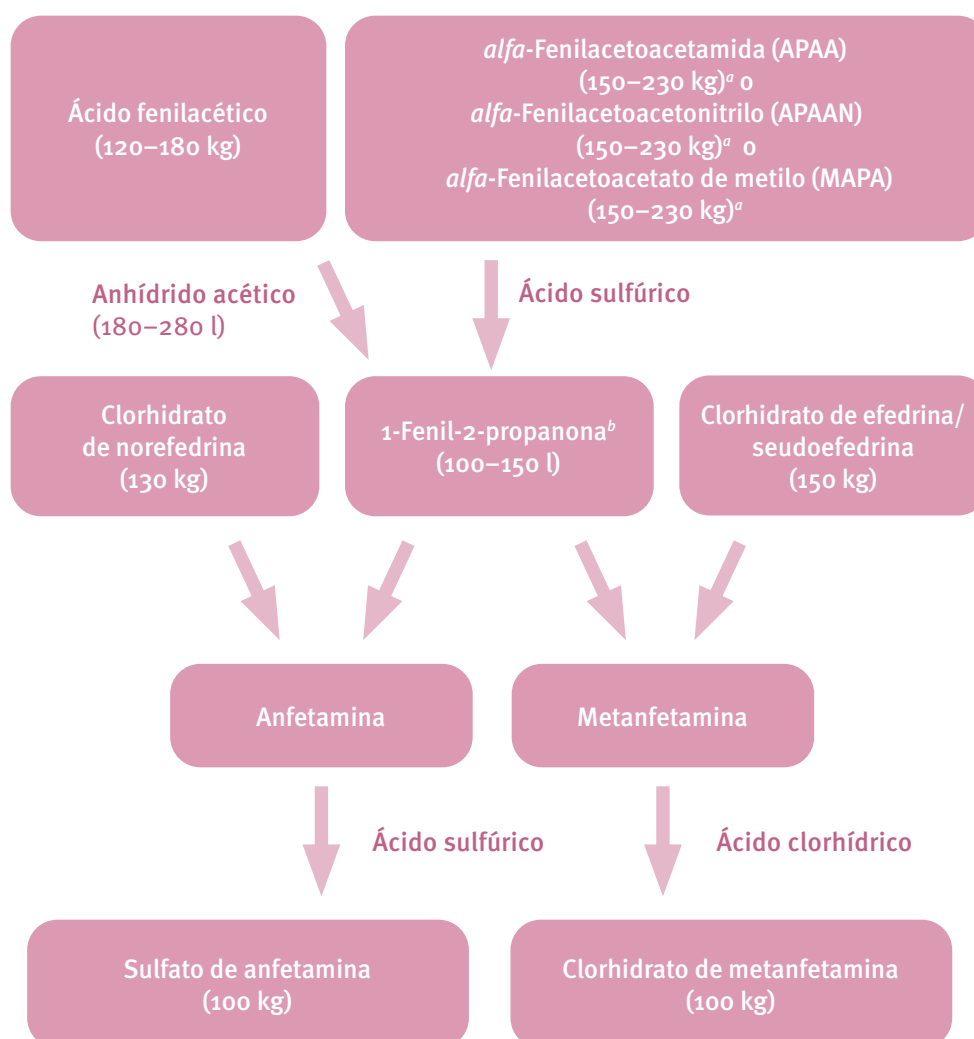 Ácido fenilacético
(120–180 kg)
alfa-Fenilacetoacetamida (APAA)
(150–230 kg)a o
alfa-Fenilacetoacetonitrilo (APAAN)
(150–230 kg)a o
alfa-Fenilacetoacetato de metilo (MAPA)
(150–230 kg)a
Anhídrido acético
(180–280 l)
Ácido sulfúrico
Clorhidrato
de norefedrina
(130 kg)
1-Fenil-2-propanonab
(100–150 l)
Clorhidrato de efedrina/
seudoefedrina
(150 kg)
Anfetamina
Metanfetamina
Ácido sulfúrico
Ácido clorhídrico
Sulfato de anfetamina
(100 kg)
Clorhidrato de metanfetamina
(100 kg)